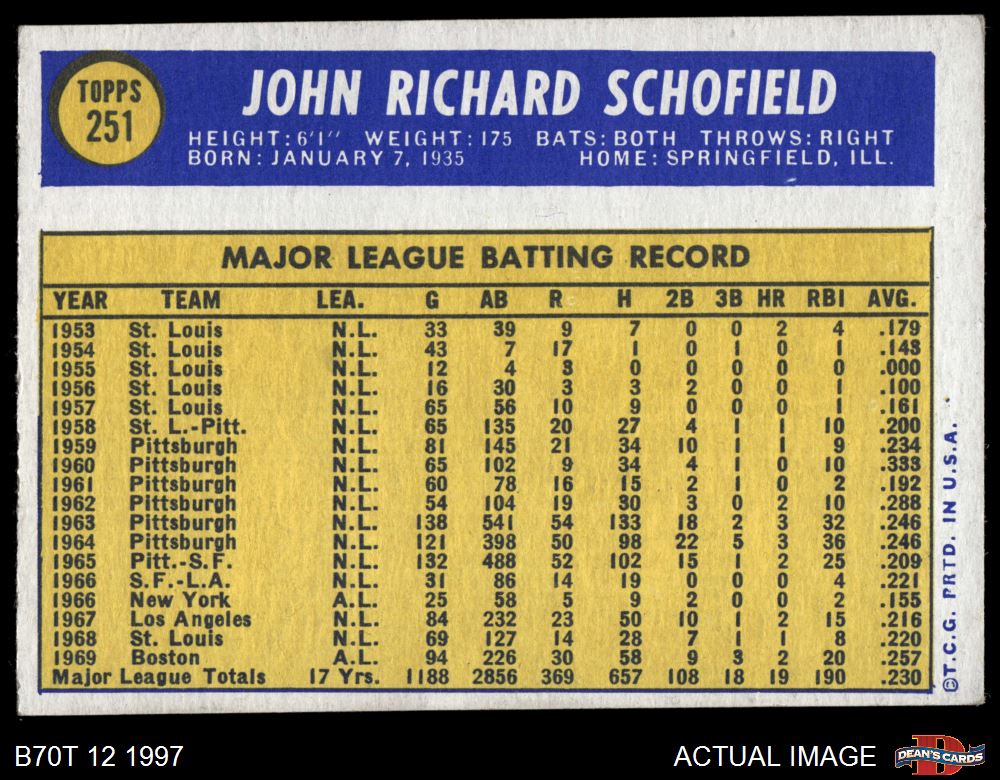 TOPPS
251
JOHN RICHARD SCHOFIELD
HEIGHT: 6'1" WEIGHT: 175 BATS: BOTH THROWS: RIGHT
BORN: JANUARY 7, 1935 HOME: SPRINGFIELD, ILL.
MAJOR LEAGUE BATTING RECORD
YEAR TEAM LEA. G AB R H 2B 3B HR RBI AVG.
1953 St. Louis N.L. 33 39 9 7 0 0 2 4 .179
1954 St. Louis N.L. 43 7 17 1 0 1 0 1 .143
1955 St. Louis N.L. 12 4 3 0 0 0 0 0 .000
1956 St. Louis N.L. 16 30 3 3 2 0 0 1 .100
1957 St. Louis N.L. 65 56 10 9 0 0 0 1 .161
1958 St. L.-Pitt. N.L. 65 135 20 27 4 1 1 10 .200
1959 Pittsburgh N.L. 81 145 21 34 10 1 1 9 .234
1960 Pittsburgh N.L. 65 102 9 34 4 1 0 10 .333
1961 Pittsburgh N.L. 60 78 16 15 2 1 0 2 .192
1962 Pittsburgh N.L. 54 104 19 30 3 0 2 10 .288
1963 Pittsburgh N.L. 138 541 54 133 18 2 3 32 .246
1964 Pittsburgh N.L. 121 398 50 98 22 5 3 36 .246
1965 Pitt.-S.F. N.L. 132 488 52 102 15 1 2 25 .209
1966 S.F.-L.A. N.L. 31 86 14 19 0 0 0 4 .221
1966 New York A.L. 25 58 5 9 2 0 0 2 .155
1967 Los Angeles N.L. 84 232 23 50 10 1 2 15 .216
1968 St. Louis N.L. 69 127 14 28 7 1 1 8 .220
1969 Boston A.L. 94 226 30 58 9 3 2 20 .257
Major League Totals 17 Yrs. 1188 2856 369 657 108 18 19 190 .230
©T.C.G. PRTD. IN U.S.A.
B70T 12 1997
ACTUAL IMAGE
D
DEAN'S CARDS